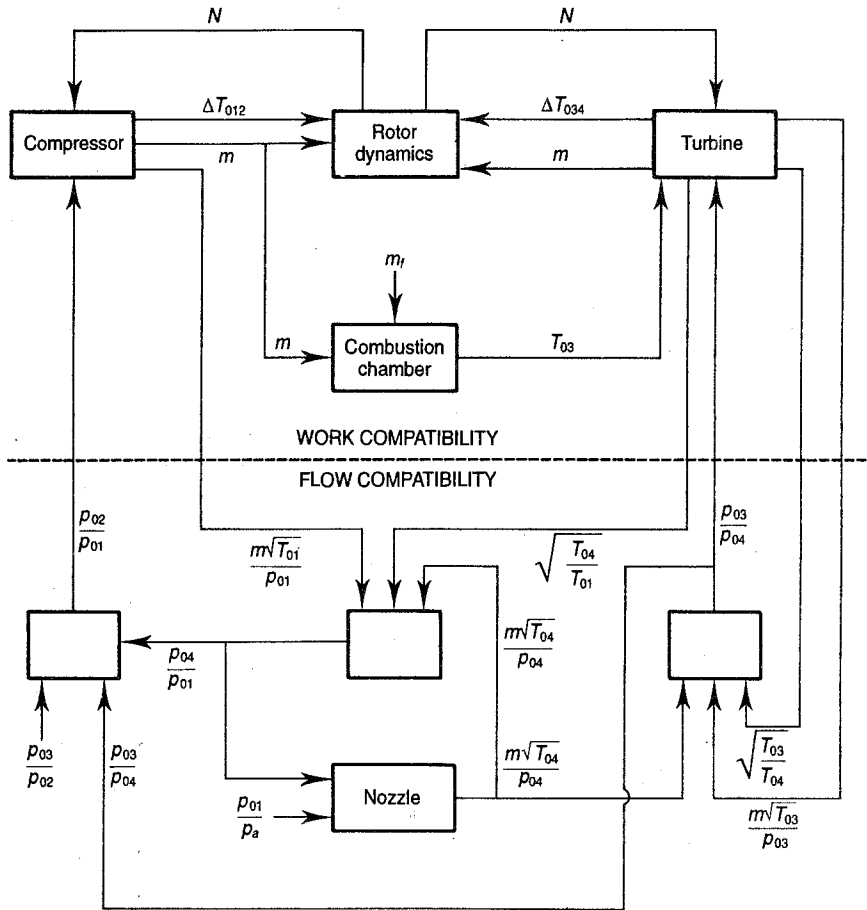 N
N
ΔT012
ΔT034
Compressor
Rotor
dynamics
Turbine
m
m
mf
m
Combustion
chamber
T03
WORK COMPATIBILITY
FLOW COMPATIBILITY
p02/p01
m√T01/p01
√T04/T01
p03/p04
p04/p01
m√T04/p04
p03/p02
p03/p04
m√T04/p04
√T03/T04
Nozzle
p01/pa
m√T03/p03